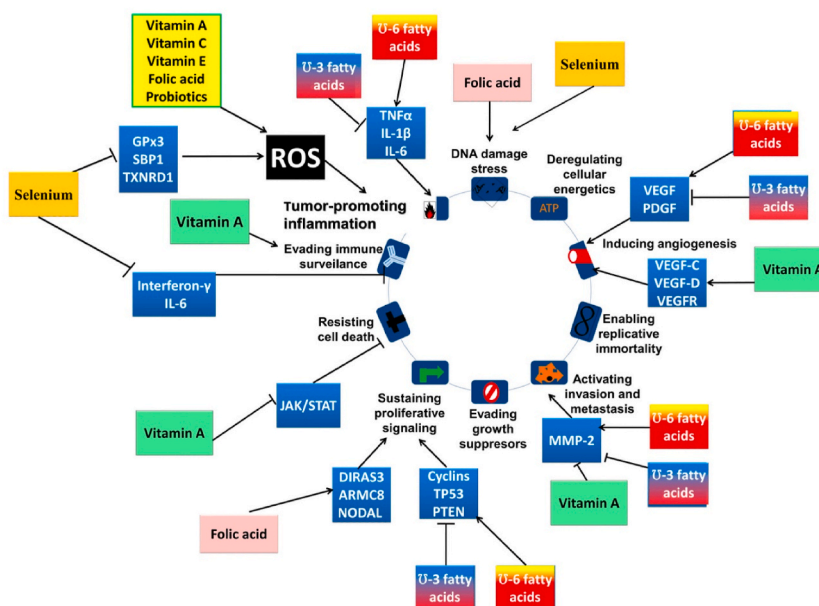 Vitamin A
Vitamin C
Vitamin E
Folic acid
Probiotics
Ʊ-6 fatty
acids
Ʊ-3 fatty
acids
Folic acid
Selenium
TNFα
IL-1β
IL-6
GPx3
SBP1
TXNRD1
ROS
DNA damage
stress
Deregulating cellular
energetics
ATP
Ʊ-6 fatty
acids
VEGF
PDGF
Ʊ-3 fatty
acids
Selenium
Tumor-promoting
inflammation
Vitamin A
Evading immune
surveilance
Inducing angiogenesis
VEGF-C
VEGF-D
VEGFR
Vitamin A
Interferon-γ
IL-6
Resisting
cell death
Enabling
replicative
immortality
JAK/STAT
Vitamin A
Sustaining
proliferative
signaling
Evading
growth
suppresors
Activating
invasion and
metastasis
MMP-2
Ʊ-6 fatty
acids
Ʊ-3 fatty
acids
Vitamin A
DIRAS3
ARMC8
NODAL
Cyclins
TP53
PTEN
Folic acid
Ʊ-3 fatty
acids
Ʊ-6 fatty
acids